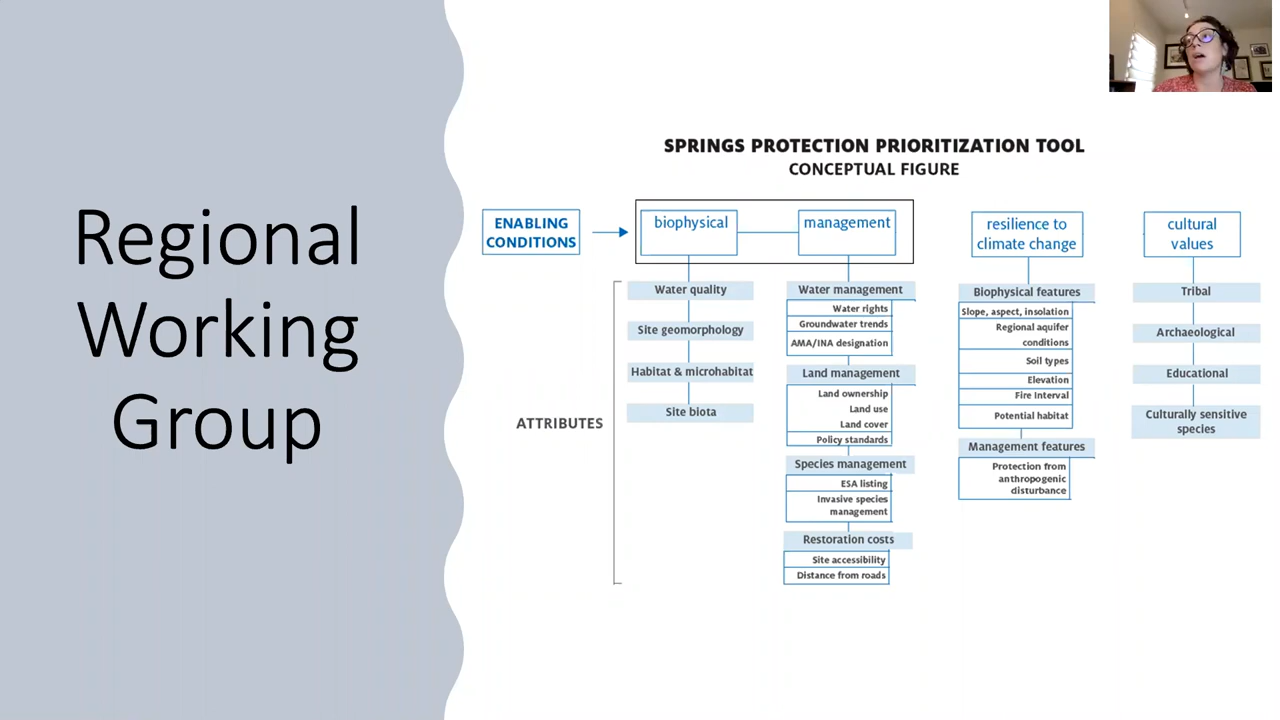 Regional
Working
Group
SPRINGS PROTECTION PRIORITIZATION TOOL
CONCEPTUAL FIGURE
ENABLING
CONDITIONS
biophysical
management
resilience to
climate change
cultural
values
ATTRIBUTES
Water quality
Site geomorphology
Habitat & microhabitat
Site biota
Water management
Water rights
Groundwater trends
AMA/INA designation
Land management
Land ownership
Land use
Land cover
Policy standards
Species management
ESA listing
Invasive species
management
Restoration costs
Site accessibility
Distance from roads
Biophysical features
Slope, aspect, insolation
Regional aquifer
conditions
Soil types
Elevation
Fire Interval
Potential habitat
Management features
Protection from
anthropogenic
disturbance
Tribal
Archaeological
Educational
Culturally sensitive
species